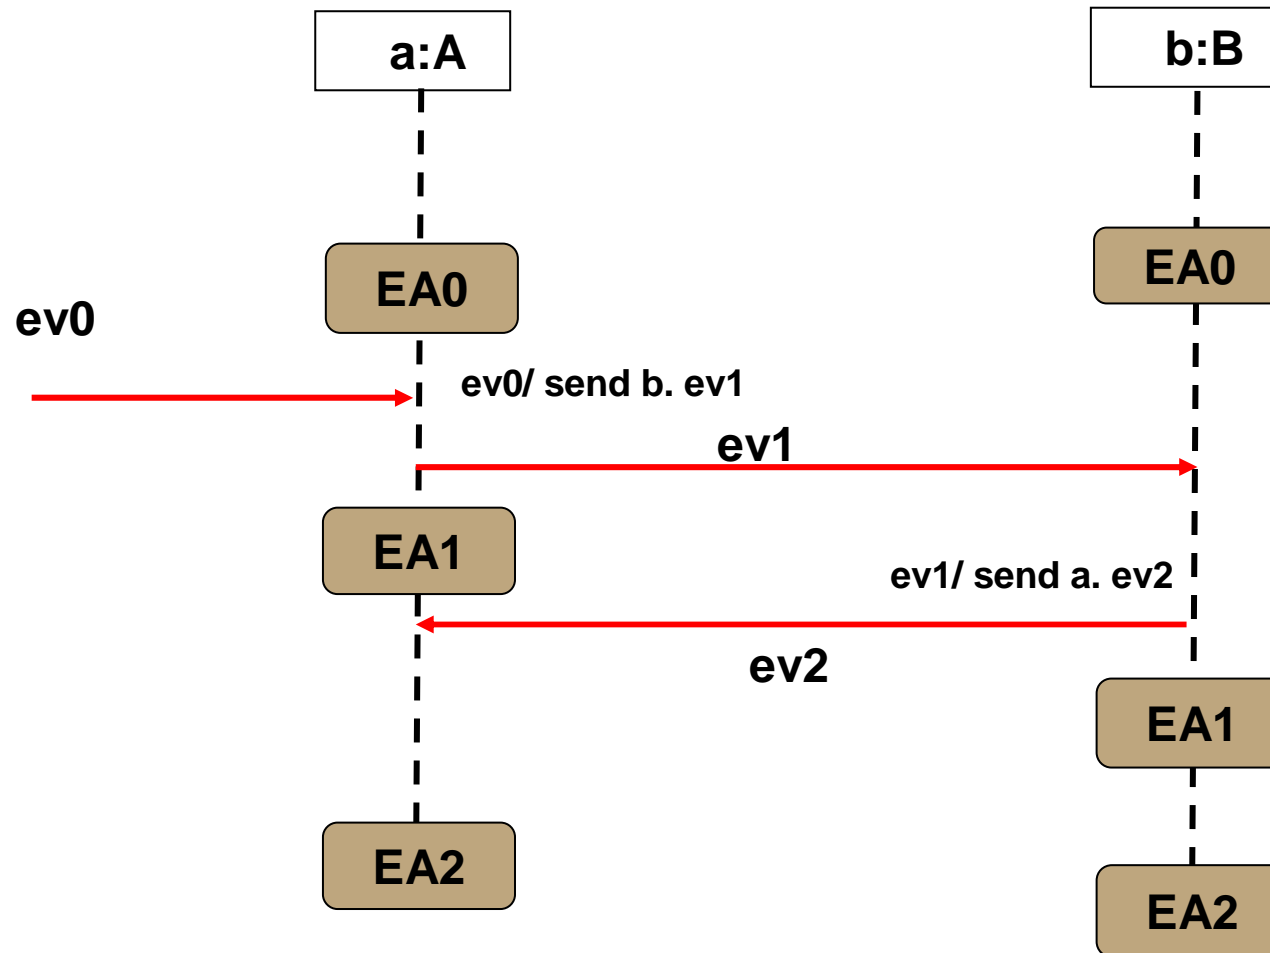 a:A
b:B
EA0
EA0
ev0
ev0/ send b. ev1
ev1
EA1
ev1/ send a. ev2
ev2
EA1
EA2
EA2